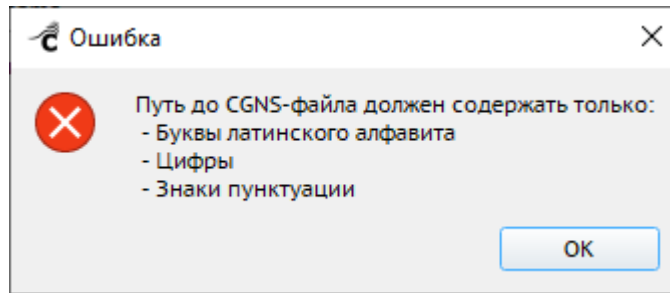 Ошибка
Путь до CGNS-файла должен содержать только:
- Буквы латинского алфавита
- Цифры
- Знаки пунктуации
OK